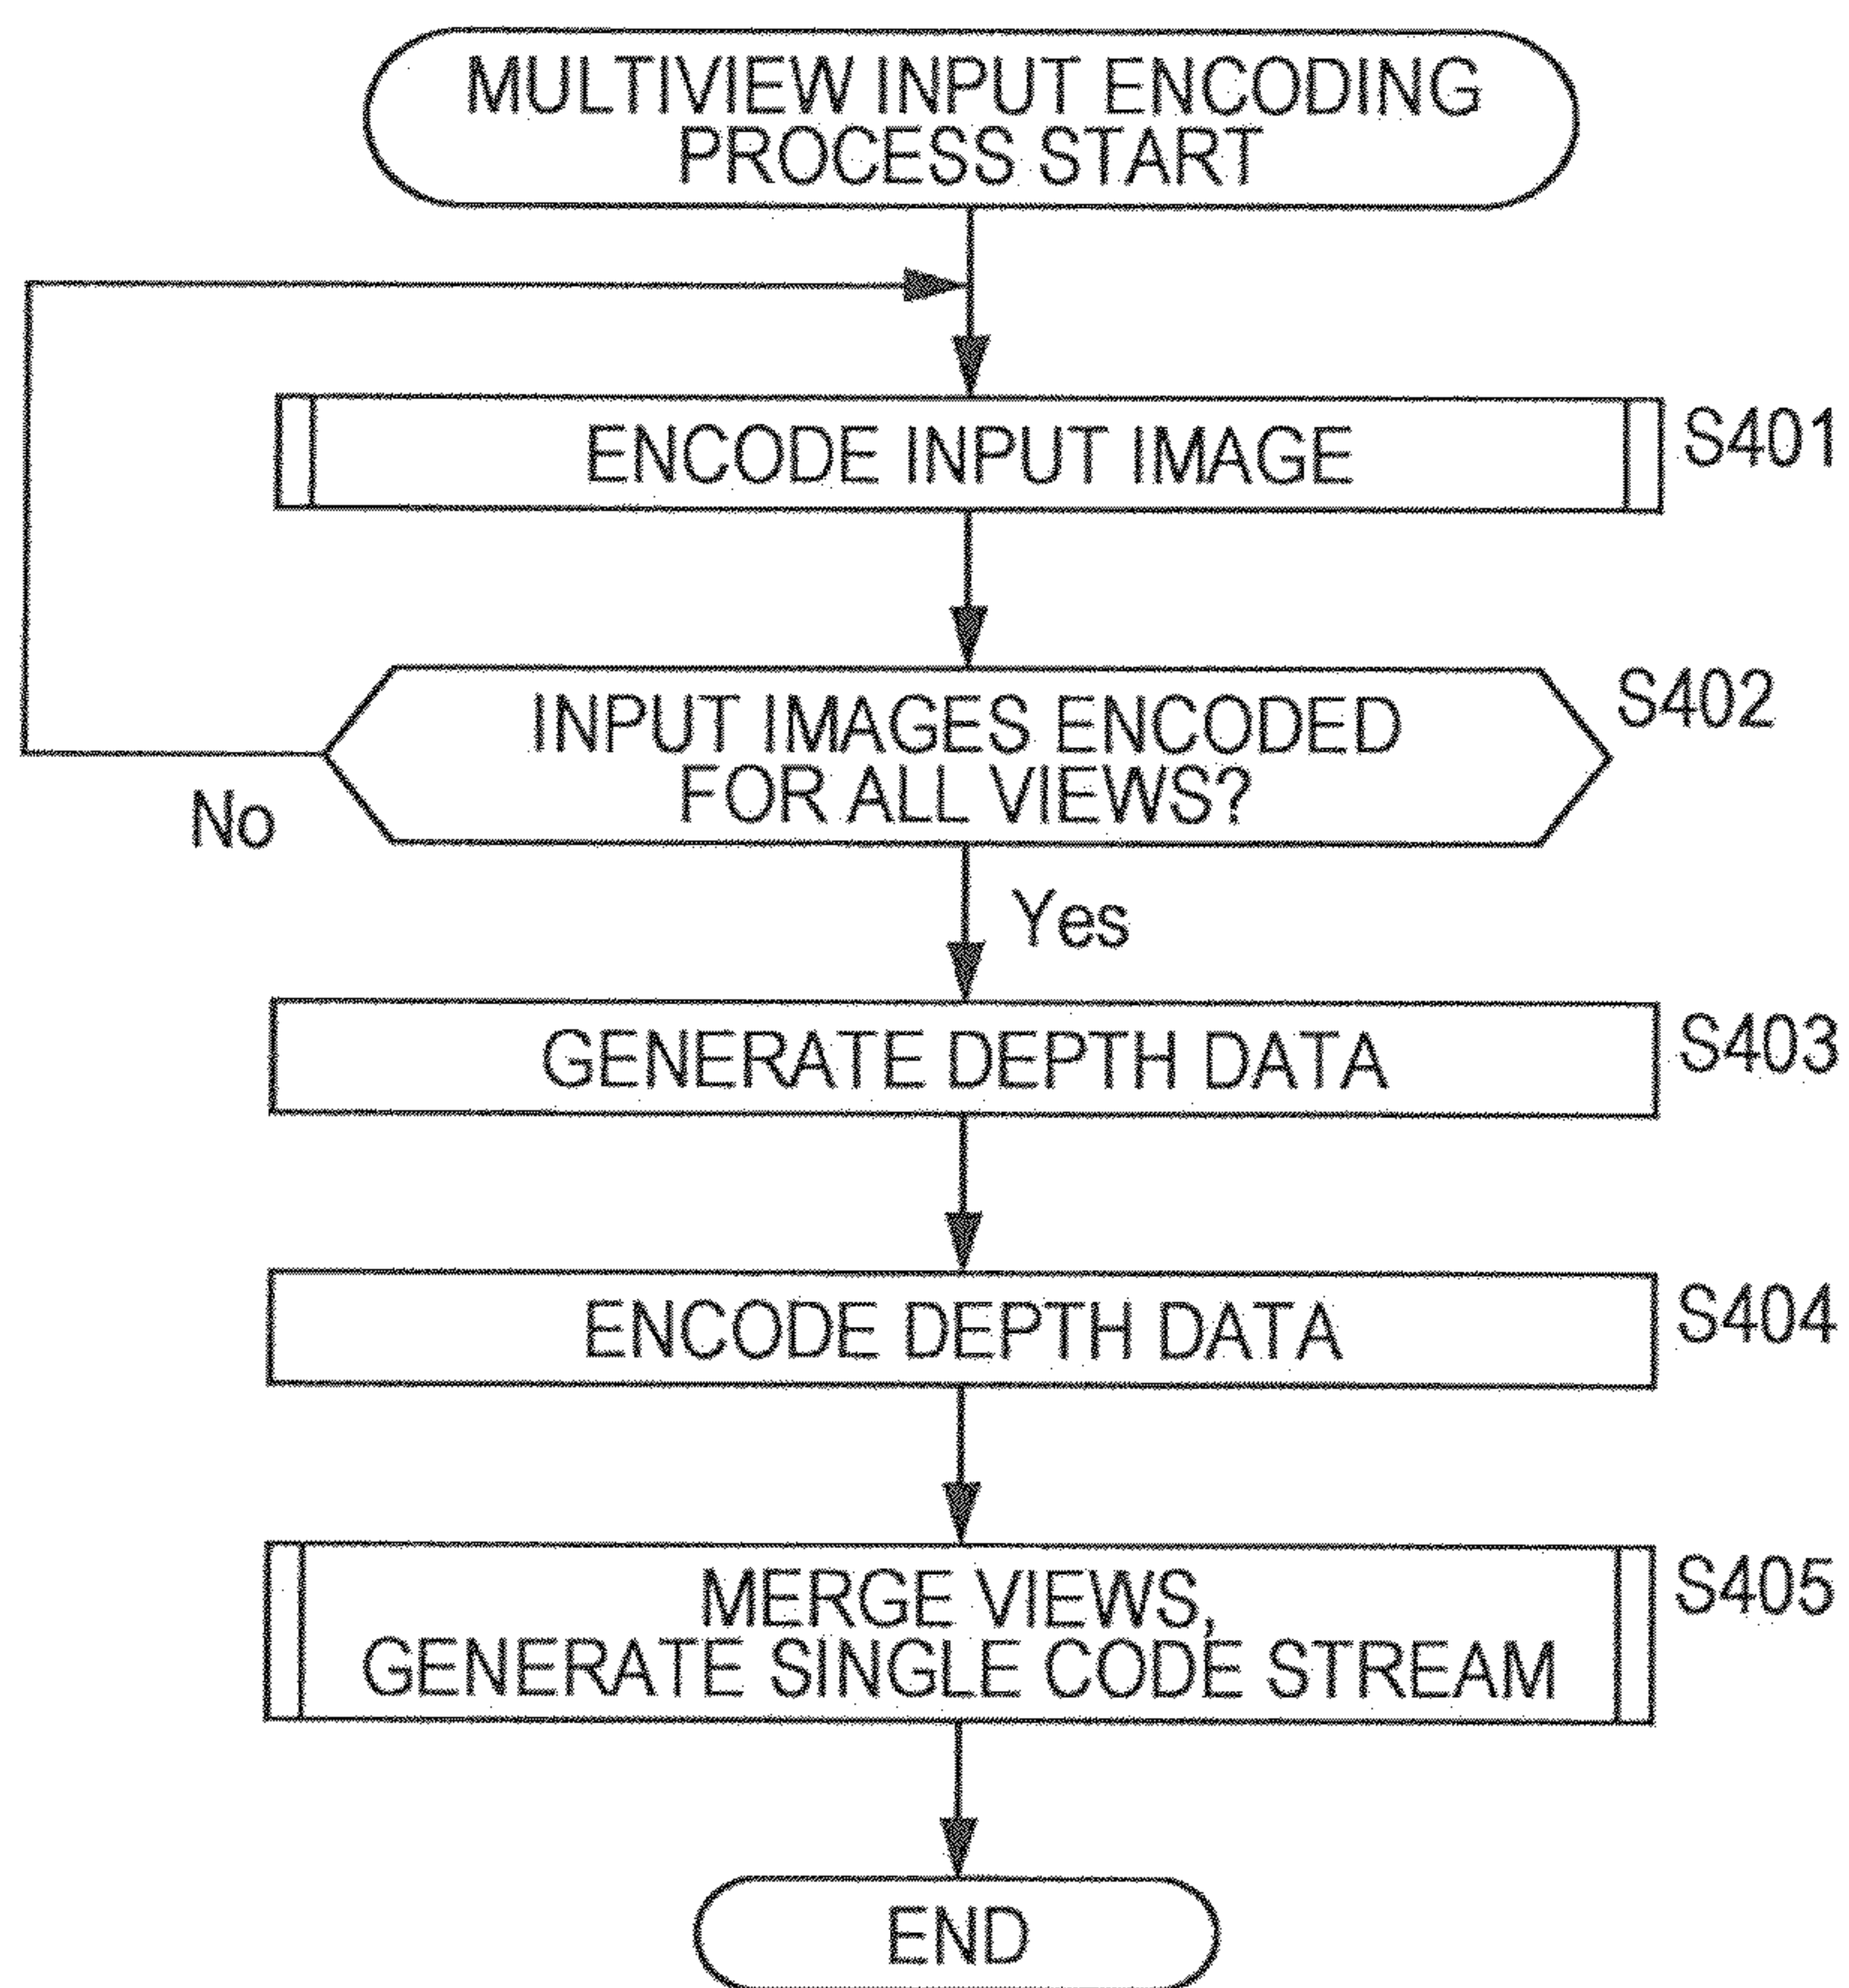 MULTIVIEW INPUT ENCODING
PROCESS START
ENCODE INPUT IMAGE
S401
INPUT IMAGES ENCODED
FOR ALL VIEWS?
S402
No
Yes
GENERATE DEPTH DATA
S403
ENCODE DEPTH DATA
S404
MERGE VIEWS,
GENERATE SINGLE CODE STREAM
S405
END